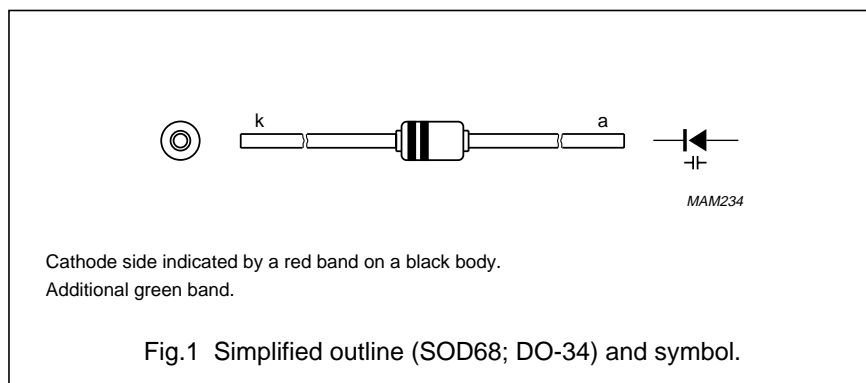 k
a
MAM234
Cathode side indicated by a red band on a black body.
Additional green band.
Fig.1 Simplified outline (SOD68; DO-34) and symbol.